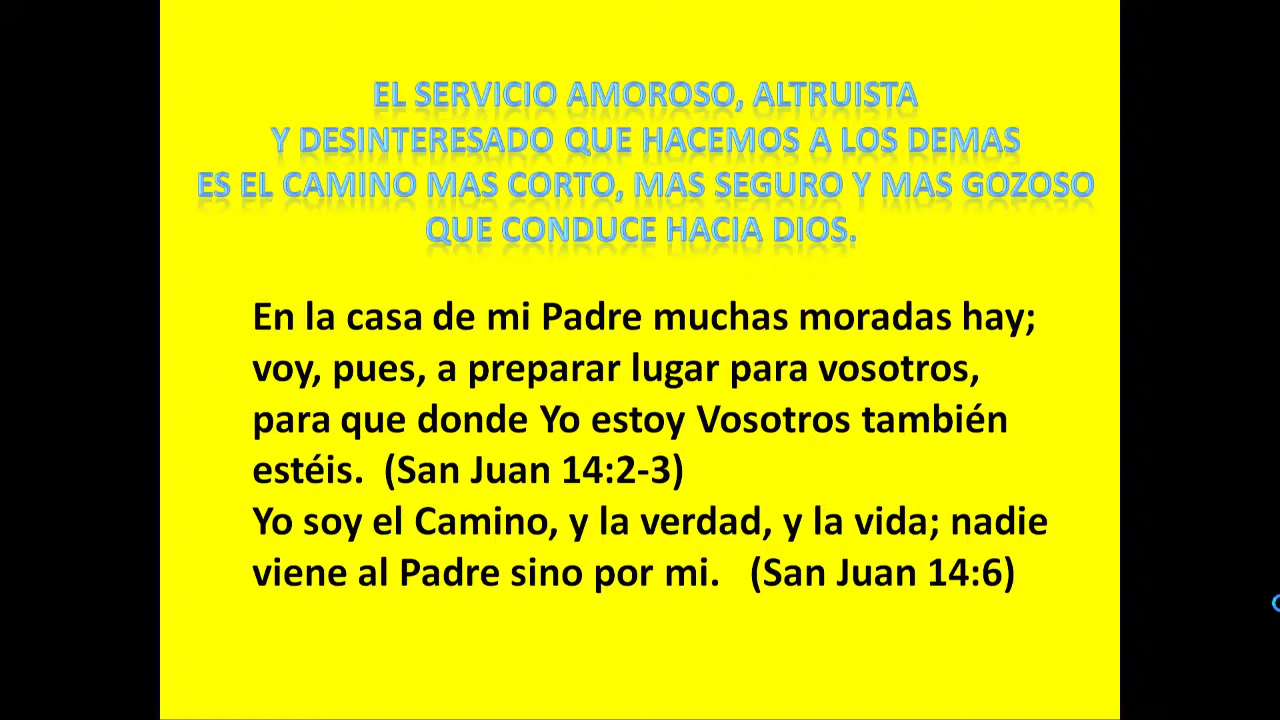 EL SERVICIO AMOROSO, ALTRUISTA
Y DESINTERESADO QUE HACEMOS A LOS DEMAS
ES EL CAMINO MAS CORTO, MAS SEGURO Y MAS GOZOSO
QUE CONDUCE HACIA DIOS.
En la casa de mi Padre muchas moradas hay;
voy, pues, a preparar lugar para vosotros,
para que donde Yo estoy Vosotros también
estéis. (San Juan 14:2-3)
Yo soy el Camino, y la verdad, y la vida; nadie
viene al Padre sino por mi. (San Juan 14:6)